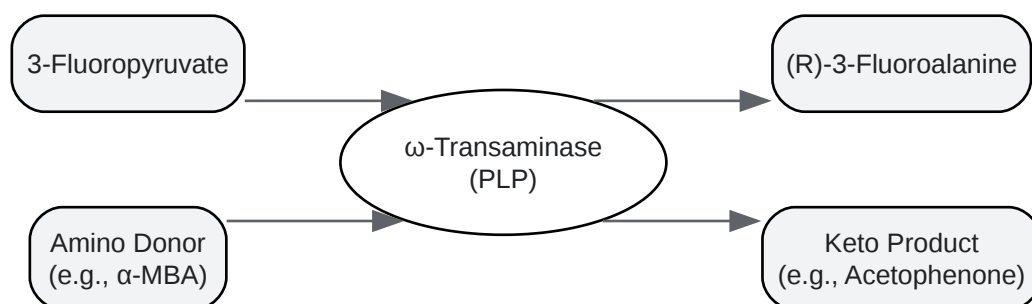 3-Fluoropyruvate
(R)-3-Fluoroalanine
ω-Transaminase
(PLP)
Amino Donor
(e.g., α-MBA)
Keto Product
(e.g., Acetophenone)